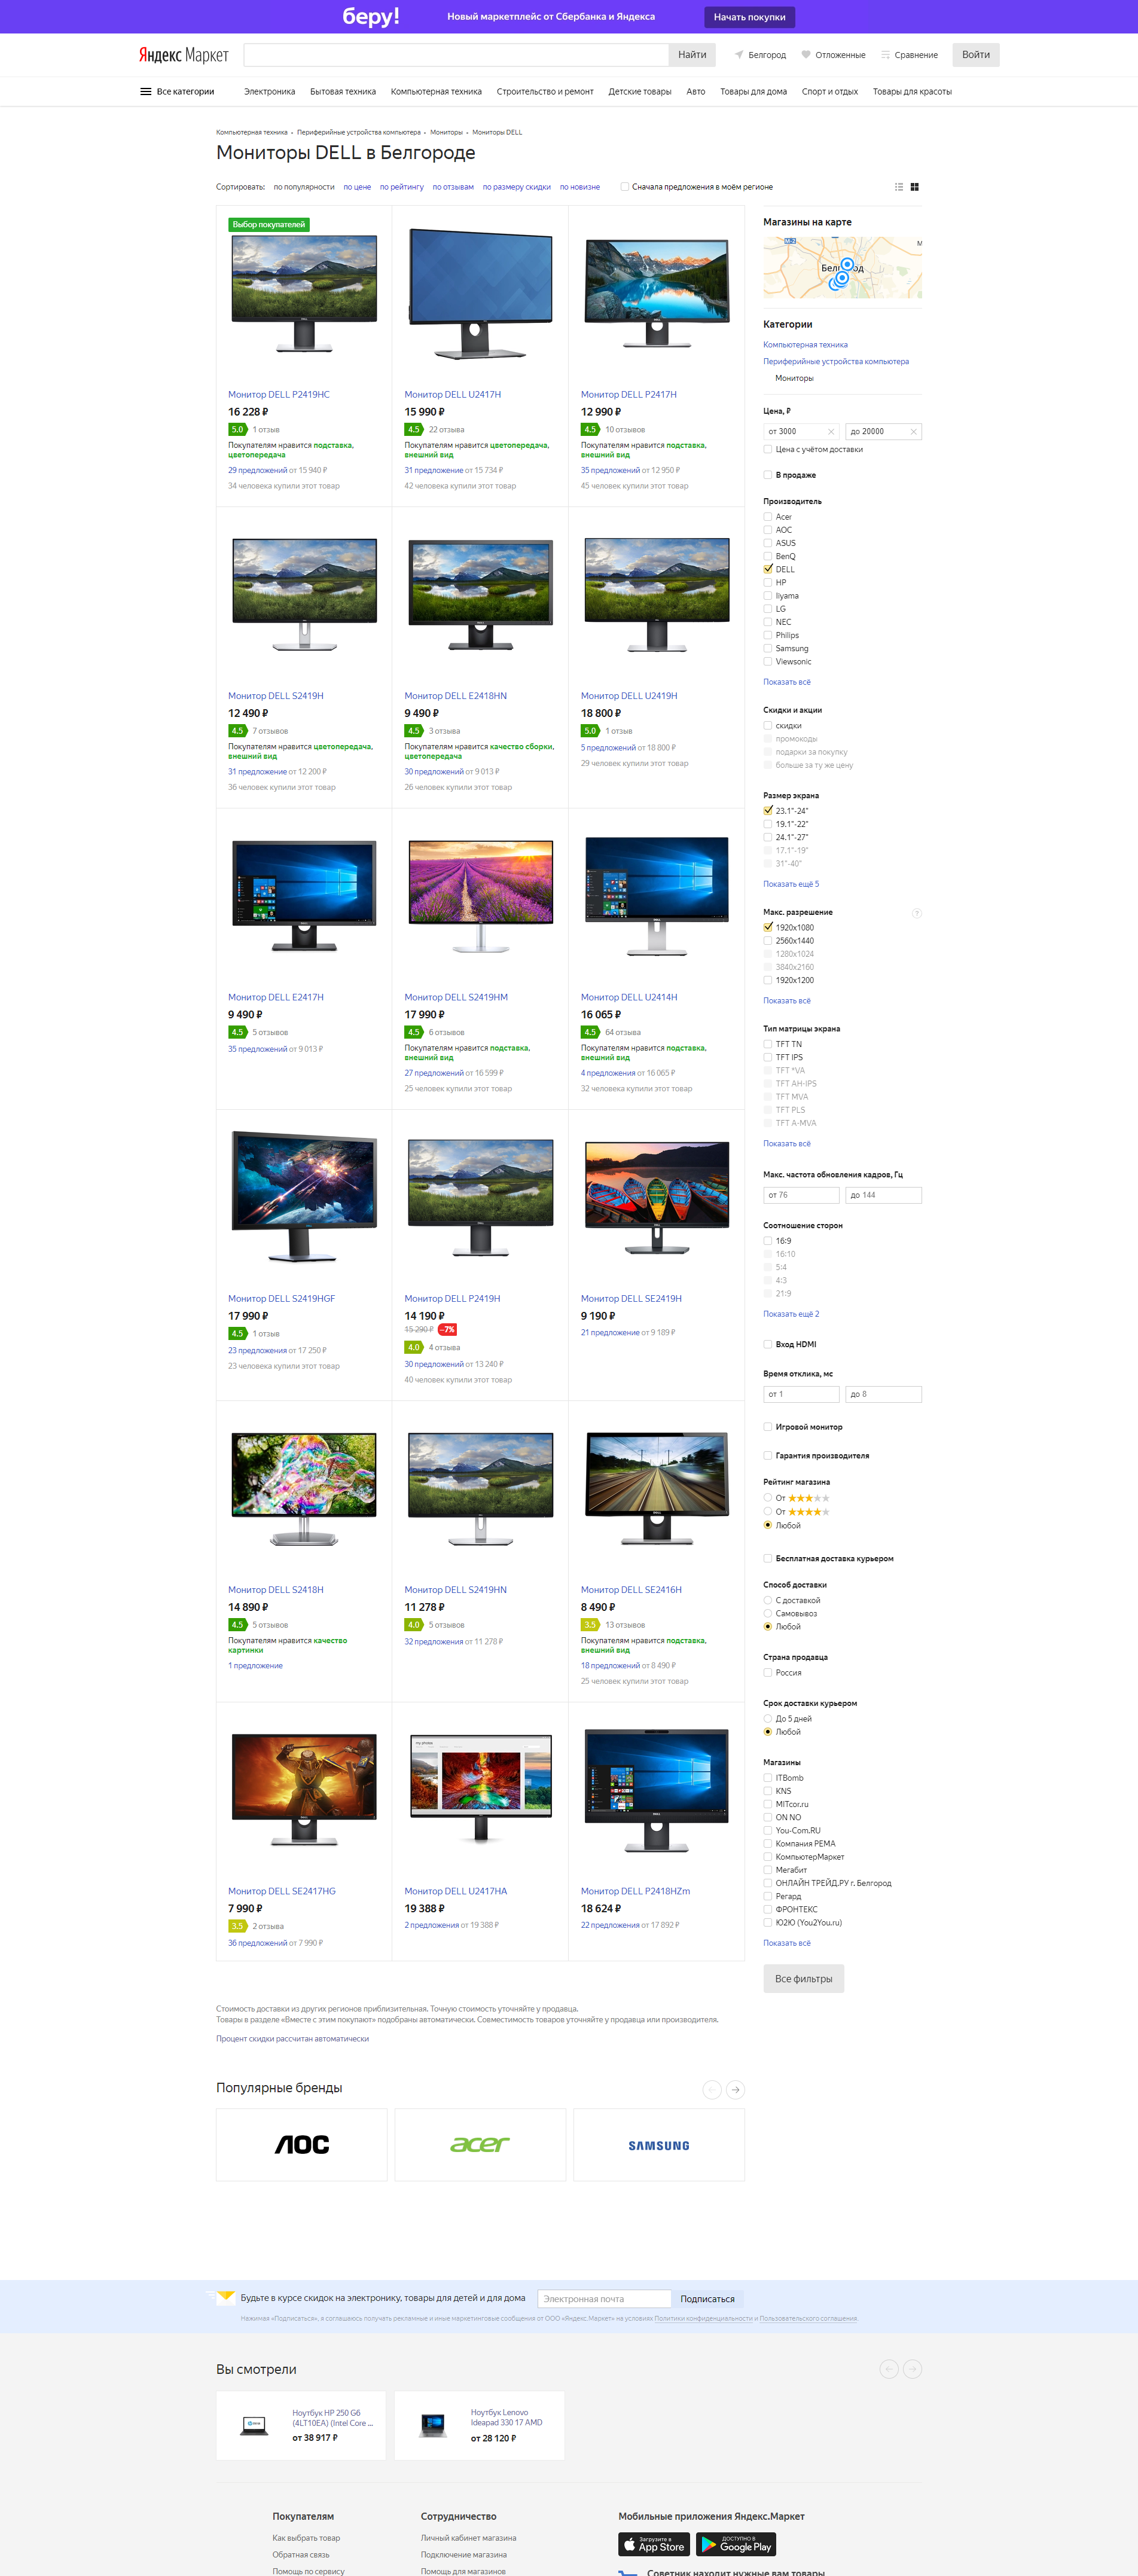 беру!
Новый маркетплейс от Сбербанка и Яндекса
Начать покупки
Яндекс Маркет
Найти
Белгород
Отложенные
Сравнение
Войти
Все категории
Электроника
Бытовая техника
Компьютерная техника
Строительство и ремонт
Детские товары
Авто
Товары для дома
Спорт и отдых
Товары для красоты
Компьютерная техника • Периферийные устройства компьютера • Мониторы • Мониторы DELL
Мониторы DELL в Белгороде
Сортировать: по популярности по цене по рейтингу по отзывам по размеру скидки по новизне
Сначала предложения в моём регионе
Выбор покупателей
Монитор DELL P2419HC
16 228 ₽
5.0 1 отзыв
Покупателям нравится подставка,
цветопередача
29 предложений от 15 940 ₽
34 человека купили этот товар
Монитор DELL U2417H
15 990 ₽
4.5 22 отзыва
Покупателям нравится цветопередача,
внешний вид
31 предложение от 15 734 ₽
42 человека купили этот товар
Монитор DELL P2417H
12 990 ₽
4.5 10 отзывов
Покупателям нравится подставка,
внешний вид
35 предложений от 12 950 ₽
45 человек купили этот товар
Монитор DELL S2419H
12 490 ₽
4.5 7 отзывов
Покупателям нравится цветопередача,
внешний вид
31 предложение от 12 200 ₽
36 человек купили этот товар
Монитор DELL E2418HN
9 490 ₽
4.5 3 отзыва
Покупателям нравится качество сборки,
цветопередача
30 предложений от 9 013 ₽
26 человек купили этот товар
Монитор DELL U2419H
18 800 ₽
5.0 1 отзыв
5 предложений от 18 800 ₽
29 человек купили этот товар
Монитор DELL E2417H
9 490 ₽
4.5 5 отзывов
35 предложений от 9 013 ₽
Монитор DELL S2419HM
17 990 ₽
4.5 6 отзывов
Покупателям нравится подставка,
внешний вид
27 предложений от 16 599 ₽
25 человек купили этот товар
Монитор DELL U2414H
16 065 ₽
4.5 64 отзыва
Покупателям нравится подставка,
внешний вид
4 предложения от 16 065 ₽
32 человека купили этот товар
Монитор DELL S2419HGF
17 990 ₽
4.5 1 отзыв
23 предложения от 17 250 ₽
23 человека купили этот товар
Монитор DELL P2419H
14 190 ₽
15 290 ₽ −7%
4.0 4 отзыва
30 предложений от 13 240 ₽
40 человек купили этот товар
Монитор DELL SE2419H
9 190 ₽
21 предложение от 9 189 ₽
Монитор DELL S2418H
14 890 ₽
4.5 5 отзывов
Покупателям нравится качество
картинки
1 предложение
Монитор DELL S2419HN
11 278 ₽
4.0 5 отзывов
32 предложения от 11 278 ₽
Монитор DELL SE2416H
8 490 ₽
3.5 13 отзывов
Покупателям нравится подставка,
внешний вид
18 предложений от 8 490 ₽
25 человек купили этот товар
Монитор DELL SE2417HG
7 990 ₽
3.5 2 отзыва
36 предложений от 7 990 ₽
Монитор DELL U2417HA
19 388 ₽
2 предложения от 19 388 ₽
Монитор DELL P2418HZm
18 624 ₽
22 предложения от 17 892 ₽
Магазины на карте
М-2
Категории
Компьютерная техника
Периферийные устройства компьютера
Мониторы
Цена, ₽
от 3000
до 20000
Цена с учётом доставки
В продаже
Производитель
Acer
AOC
ASUS
BenQ
DELL
HP
Iiyama
LG
NEC
Philips
Samsung
Viewsonic
Показать всё
Скидки и акции
скидки
промокоды
подарки за покупку
больше за ту же цену
Размер экрана
23.1"-24"
19.1"-22"
24.1"-27"
17.1"-19"
31"-40"
Показать ещё 5
Макс. разрешение
?
1920x1080
2560x1440
1280x1024
3840x2160
1920x1200
Показать всё
Тип матрицы экрана
TFT TN
TFT IPS
TFT *VA
TFT AH-IPS
TFT MVA
TFT PLS
TFT A-MVA
Показать всё
Макс. частота обновления кадров, Гц
от 76
до 144
Соотношение сторон
16:9
16:10
5:4
4:3
21:9
Показать ещё 2
Вход HDMI
Время отклика, мс
от 1
до 8
Игровой монитор
Гарантия производителя
Рейтинг магазина
От ★★★★★
От ★★★★★
Любой
Бесплатная доставка курьером
Способ доставки
С доставкой
Самовывоз
Любой
Страна продавца
Россия
Срок доставки курьером
До 5 дней
Любой
Магазины
ITBomb
KNS
MITcor.ru
ON NO
You-Com.RU
Компания РЕМА
КомпьютерМаркет
Мегабит
ОНЛАЙН ТРЕЙД.РУ г. Белгород
Регард
ФРОНТЕКС
Ю2Ю (You2You.ru)
Показать всё
Все фильтры
Стоимость доставки из других регионов приблизительная. Точную стоимость уточняйте у продавца.
Товары в разделе «Вместе с этим покупают» подобраны автоматически. Совместимость товаров уточняйте у продавца или производителя.
Процент скидки рассчитан автоматически
Популярные бренды
AOC
acer
SAMSUNG
Будьте в курсе скидок на электронику, товары для детей и для дома
Электронная почта
Подписаться
Нажимая «Подписаться», я соглашаюсь получать рекламные и иные маркетинговые сообщения от ООО «Яндекс.Маркет» на условиях Политики конфиденциальности и Пользовательского соглашения.
Вы смотрели
Ноутбук HP 250 G6
(4LT10EA) (Intel Core ...
от 38 917 ₽
Ноутбук Lenovo
Ideapad 330 17 AMD
от 28 120 ₽
Покупателям
Как выбрать товар
Обратная связь
Помощь по сервису
Сотрудничество
Личный кабинет магазина
Подключение магазина
Помощь для магазинов
Мобильные приложения Яндекс.Маркет
Загрузите в
App Store
ДОСТУПНО В
Google Play
Советник находит нужные вам товары